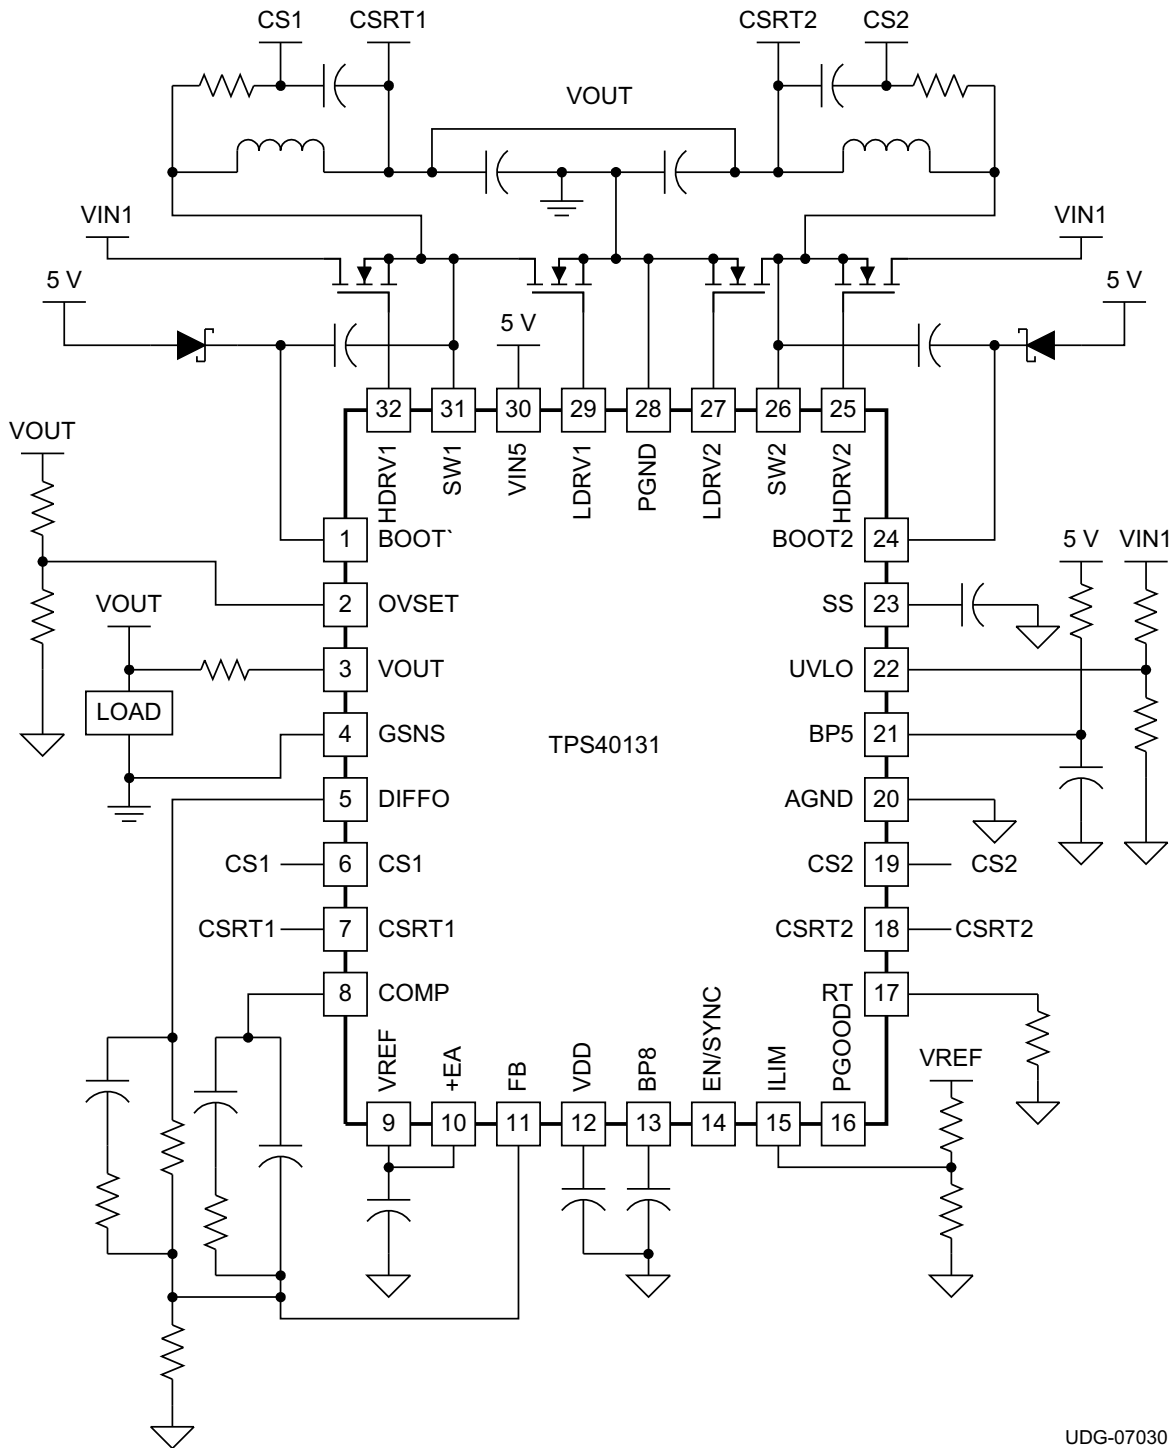 CS1 CSRT1 CSRT2 CS2
VOUT
VIN1 VIN1
5 V 5 V
5 V
32 31 30 29 28 27 26 25
HDRV1 SW1 VIN5 LDRV1 PGND LDRV2 SW2 HDRV2
VOUT
1 BOOT` BOOT2 24
5 V VIN1
2 OVSET SS 23
VOUT
3 VOUT UVLO 22
LOAD
4 GSNS TPS40131 BP5 21
5 DIFFO AGND 20
CS1 6 CS1 CS2 19 CS2
CSRT1 7 CSRT1 CSRT2 18 CSRT2
8 COMP RT 17
VREF +EA FB VDD BP8 EN/SYNC ILIM PGOOD
VREF
9 10 11 12 13 14 15 16
UDG-07030